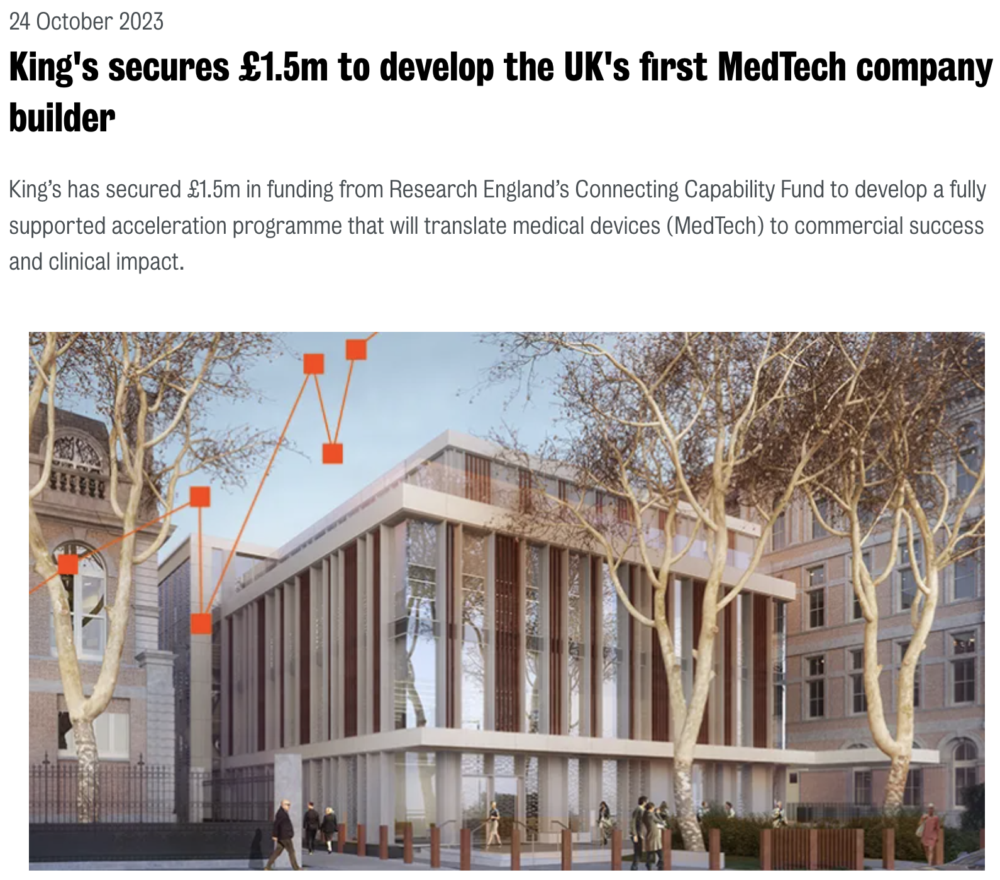 24 October 2023
King's secures £1.5m to develop the UK's first MedTech company
builder
King’s has secured £1.5m in funding from Research England’s Connecting Capability Fund to develop a fully
supported acceleration programme that will translate medical devices (MedTech) to commercial success
and clinical impact.